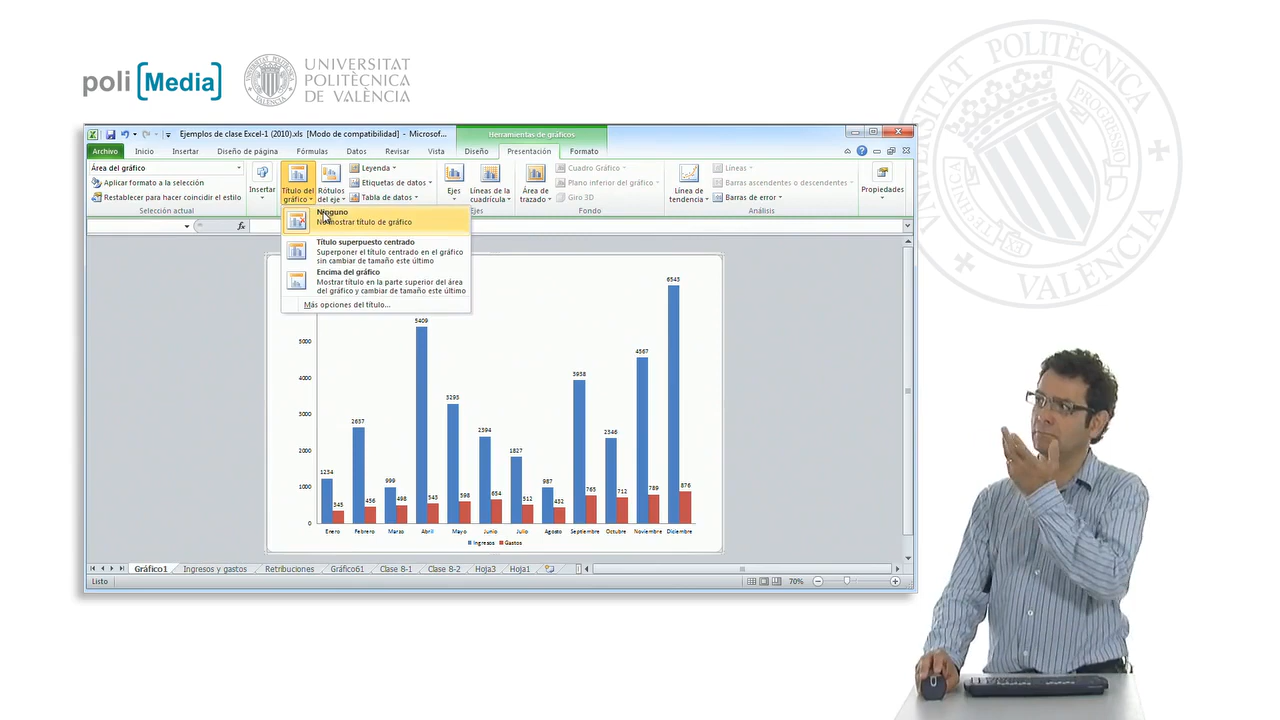 poli [Media]
UNIVERSITAT
POLITÈCNICA
DE VALÈNCIA
UNIVERSITAT POLITÈCNICA
DE VALÈNCIA
Ejemplos de clase Excel-1 (2010).xls [Modo de compatibilidad] - Microsof...
Herramientas de gráficos
Archivo Inicio Insertar Diseño de página Fórmulas Datos Revisar Vista Diseño Presentación Formato
Área del gráfico
Aplicar formato a la selección
Restablecer para hacer coincidir el estilo
Selección actual
Insertar
Título del gráfico
Rótulos del eje
Leyenda
Etiquetas de datos
Tabla de datos
Ejes
Líneas de la cuadrícula
Ejes
Área de trazado
Cuadro Gráfico
Plano inferior del gráfico
Giro 3D
Fondo
Línea de tendencia
Líneas
Barras ascendentes o descendentes
Barras de error
Análisis
Propiedades
fx
Ninguno
No mostrar título de gráfico
Título superpuesto centrado
Superponer el título centrado en el gráfico
sin cambiar de tamaño este último
Encima del gráfico
Mostrar título en la parte superior del área
del gráfico y cambiar de tamaño este último
Más opciones del título...
5000
4000
3000
2000
1000
0
1234 2637 999 5409 3293 2394 1827 987 3938 2346 4567 6543
345 456 498 543 598 654 512 432 765 712 789 876
Enero Febrero Marzo Abril Mayo Junio Julio Agosto Septiembre Octubre Noviembre Diciembre
Ingresos Gastos
Gráfico1 Ingresos y gastos Retribuciones Gráfico61 Clase 8-1 Clase 8-2 Hoja3 Hoja1
Listo
70%